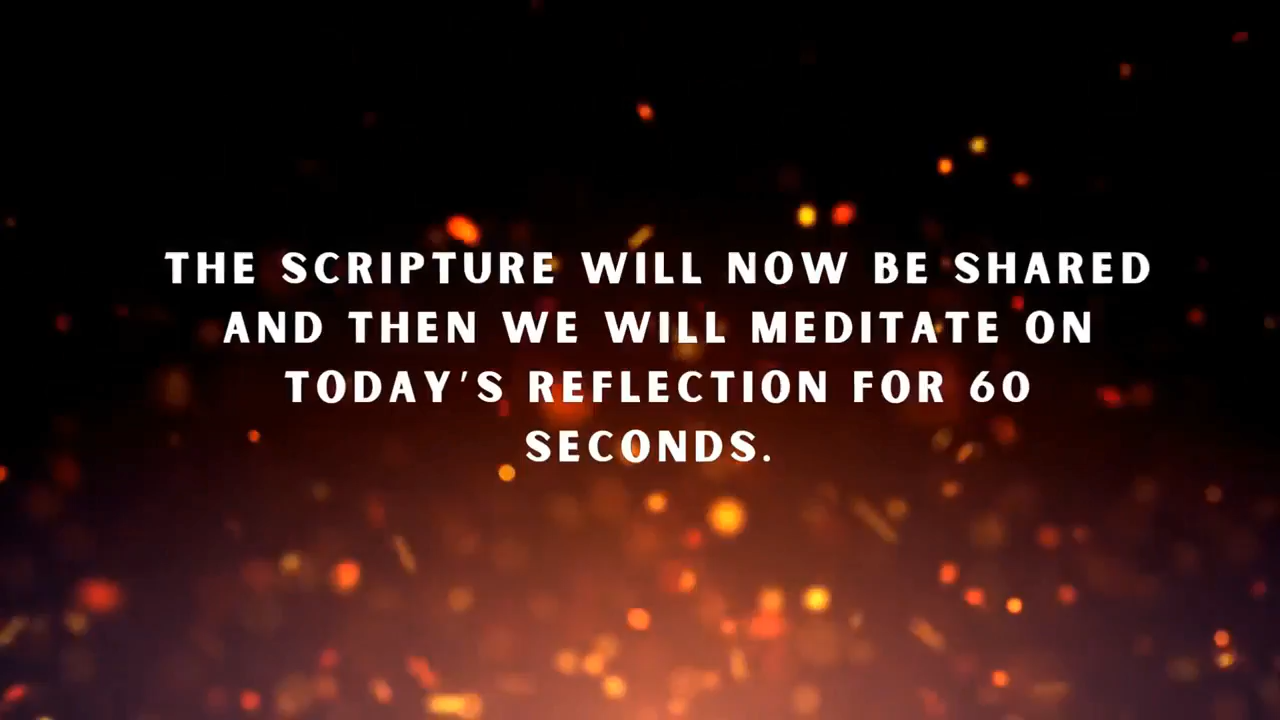 THE SCRIPTURE WILL NOW BE SHARED
AND THEN WE WILL MEDITATE ON
TODAY'S REFLECTION FOR 60
SECONDS.